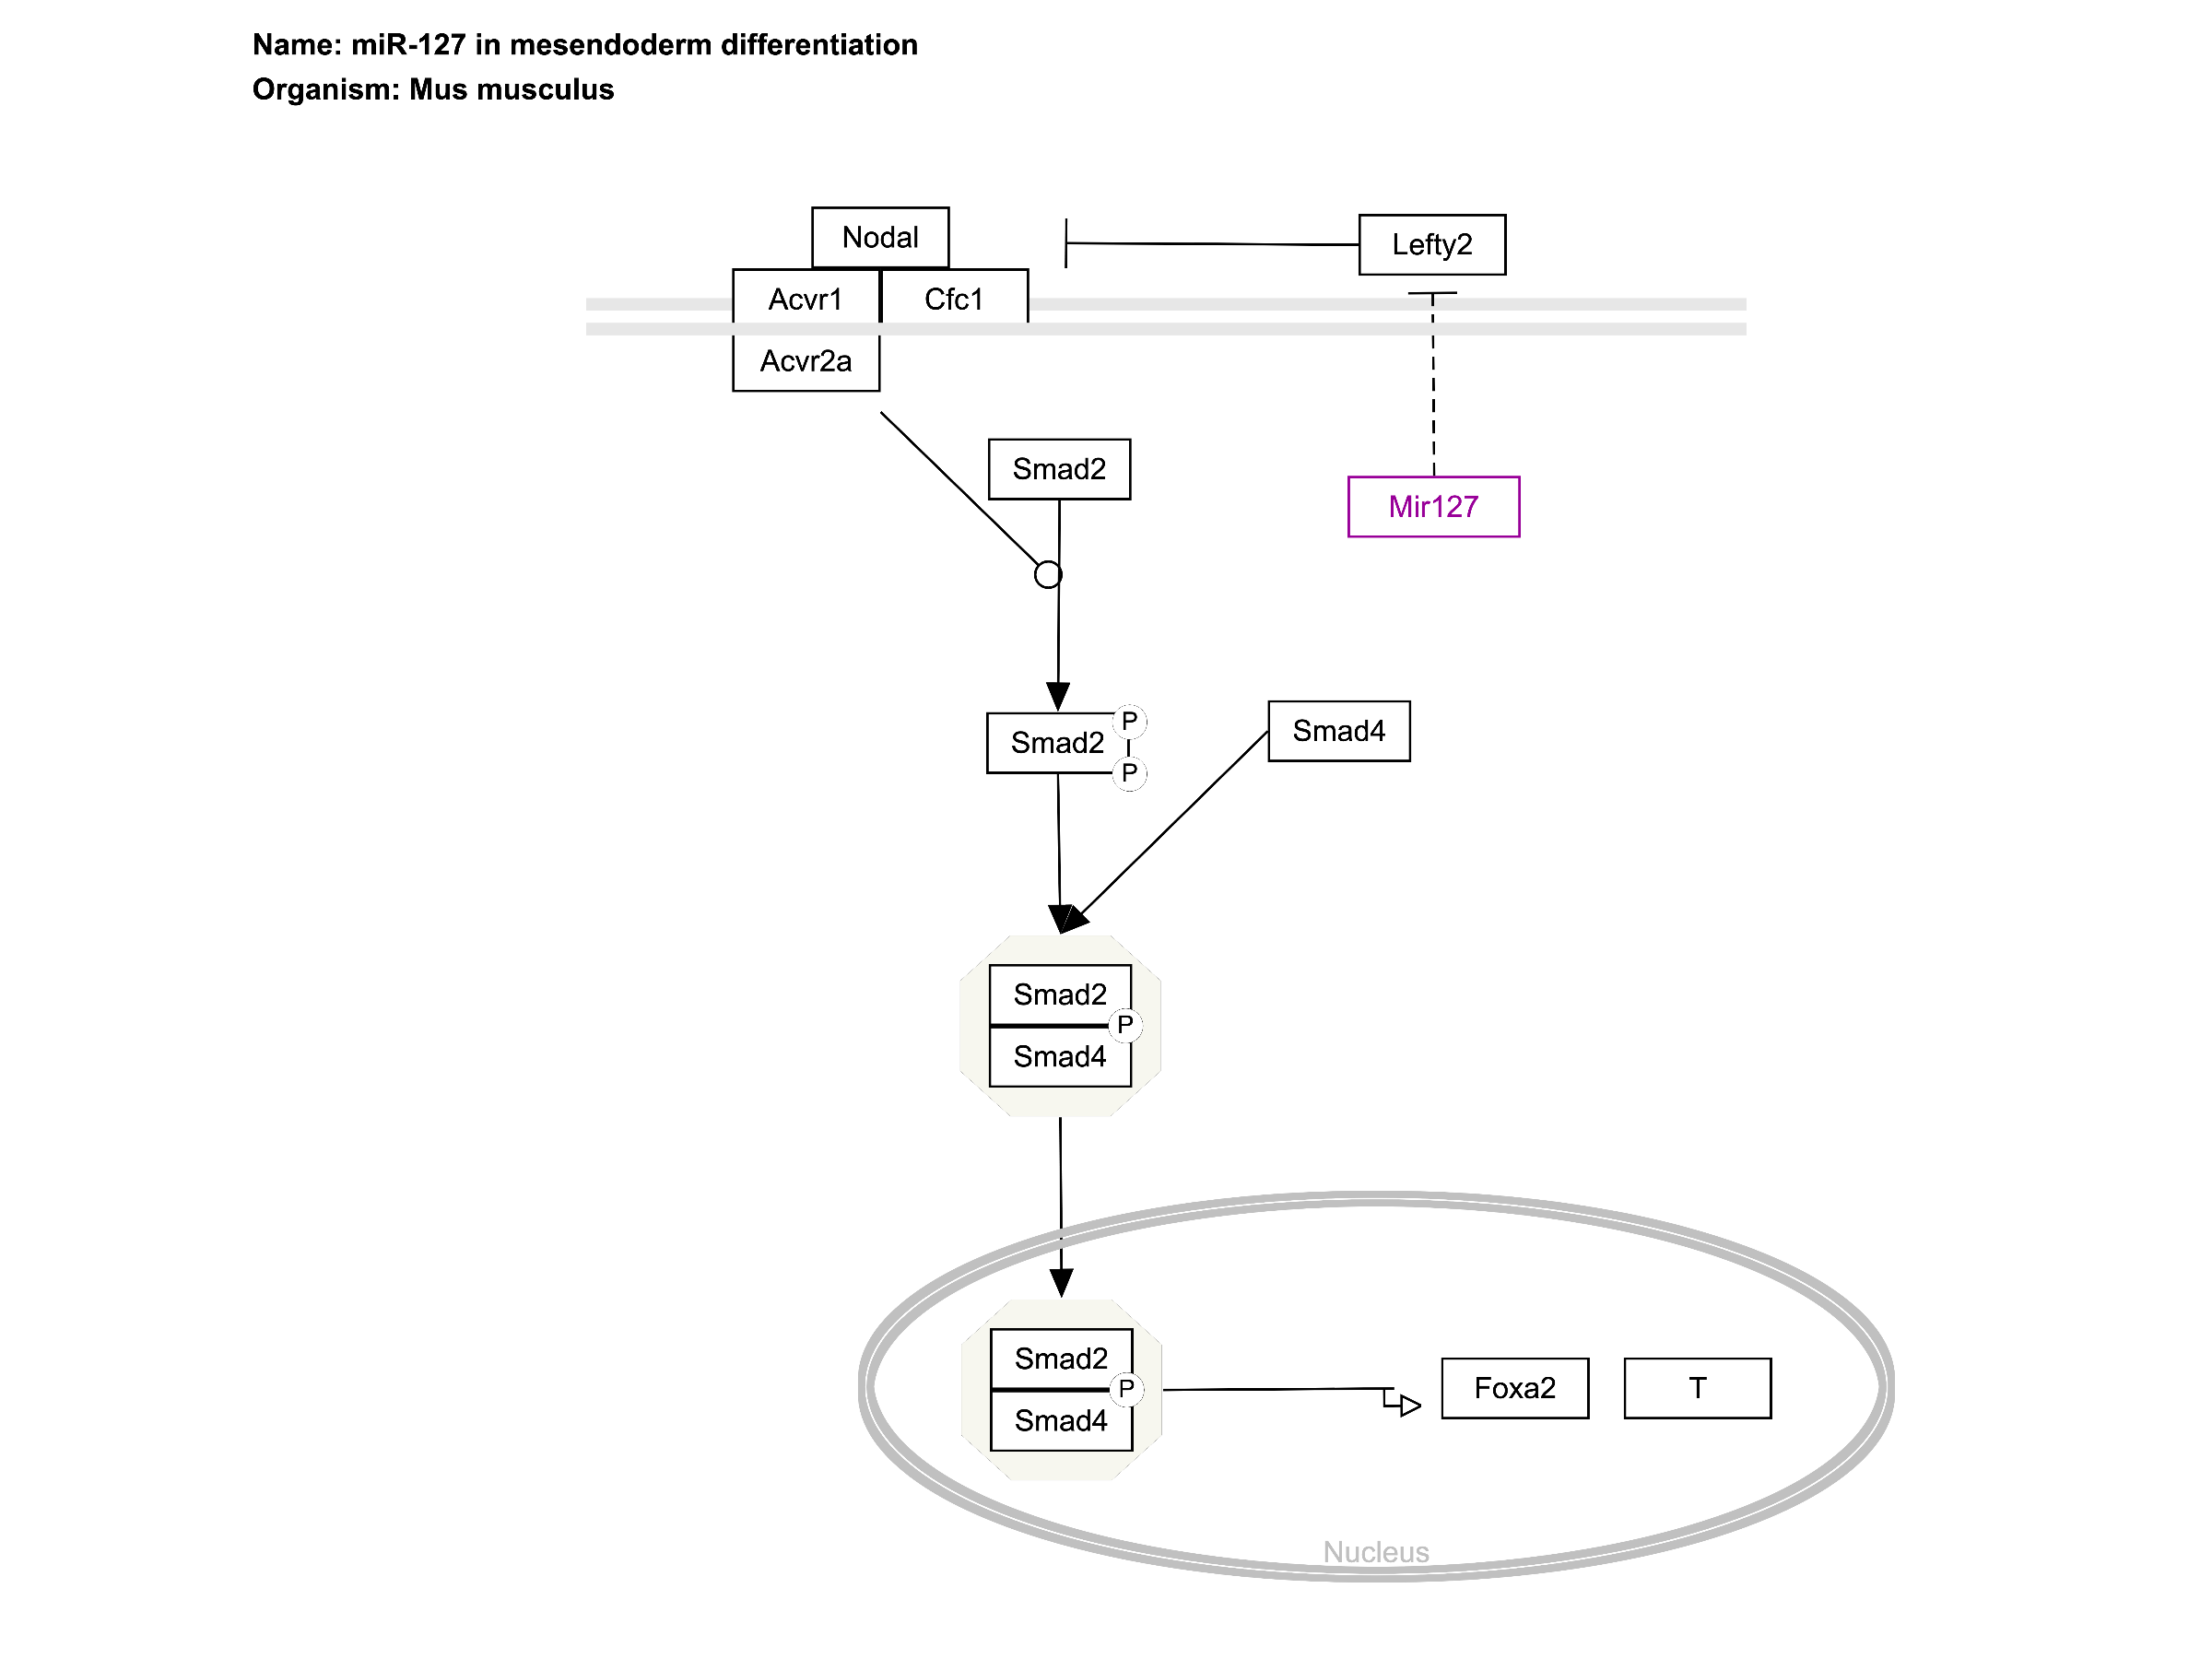 Name: miR-127 in mesendoderm differentiation
Organism: Mus musculus
Nodal
Lefty2
Acvr1
Cfc1
Acvr2a
Smad2
Mir127
Smad2
P
P
Smad4
Smad2
P
Smad4
Smad2
P
Smad4
Foxa2
T
Nucleus